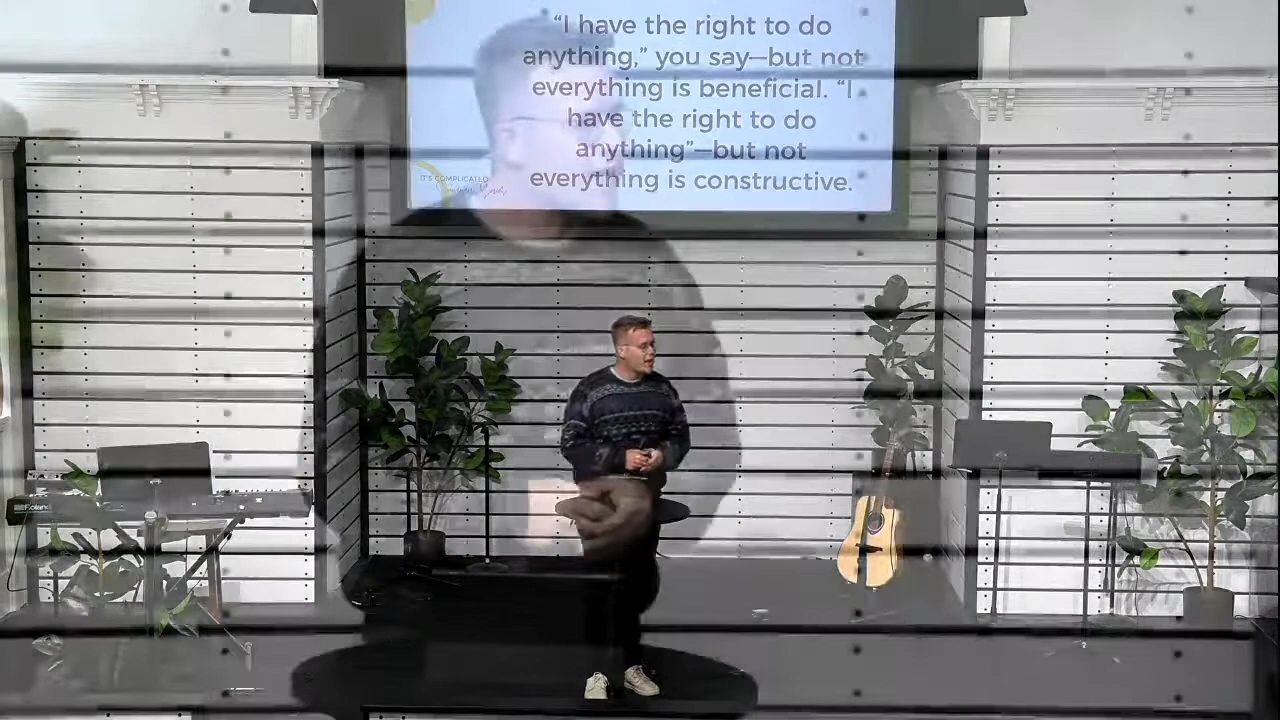 “I have the right to do
anything,” you say—but not
everything is beneficial. “I
have the right to do
anything”—but not
everything is constructive.
IT'S COMPLICATED
Roland